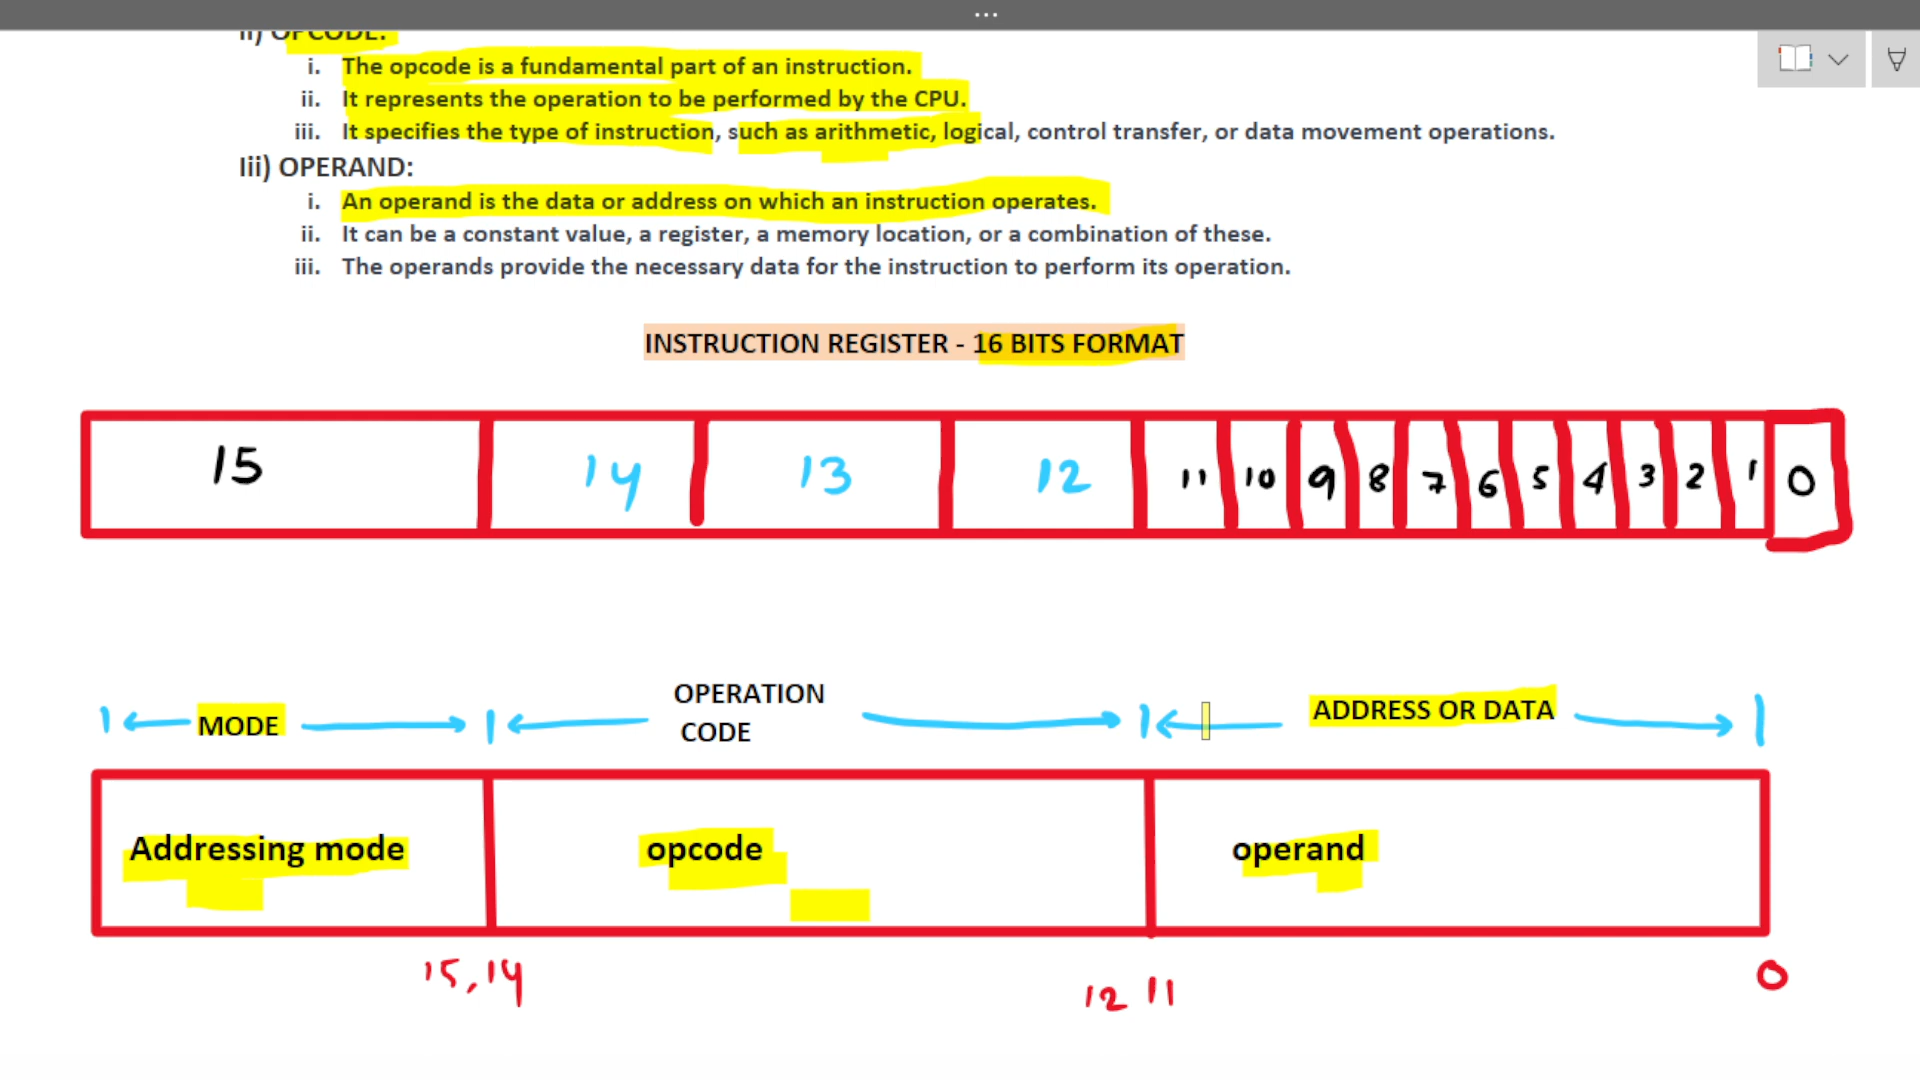 ...
ii) OPCODE:
i. The opcode is a fundamental part of an instruction.
ii. It represents the operation to be performed by the CPU.
iii. It specifies the type of instruction, such as arithmetic, logical, control transfer, or data movement operations.
Iii) OPERAND:
i. An operand is the data or address on which an instruction operates.
ii. It can be a constant value, a register, a memory location, or a combination of these.
iii. The operands provide the necessary data for the instruction to perform its operation.
INSTRUCTION REGISTER - 16 BITS FORMAT
15 14 13 12 11 10 9 8 7 6 5 4 3 2 1 0
MODE OPERATION CODE ADDRESS OR DATA
Addressing mode opcode operand
15, 14 12 11 0